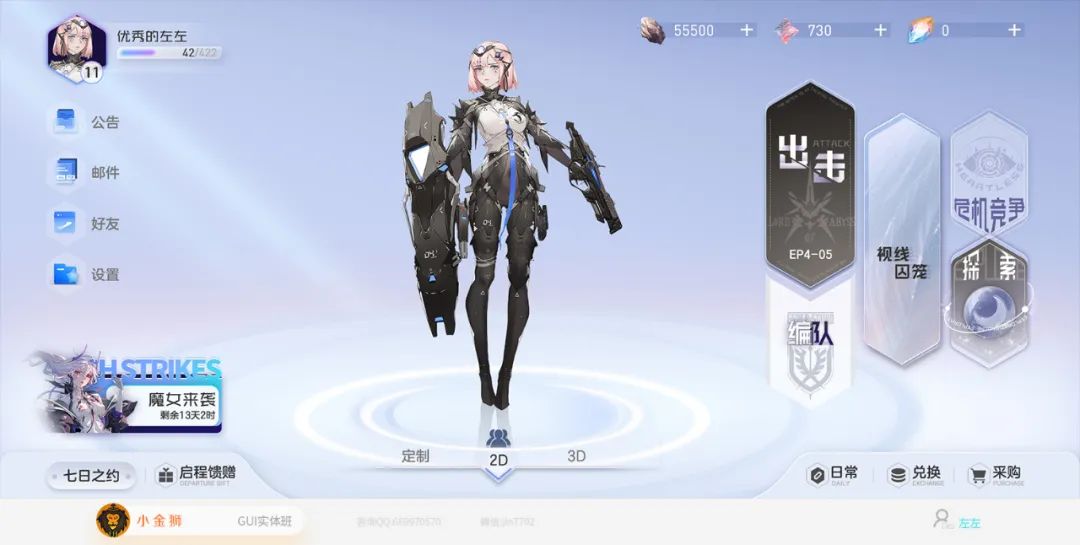 优秀的左左
42/422
11
55500
730
0
公告
邮件
好友
设置
出击
ATTACK
LORD ABYSS
EP4-05
编队
视线
囚笼
HEARTLESS
危机竞争
探索
H STRIKES
魔女来袭
剩余13天2时
定制
2D
3D
七日之约
启程馈赠
DEPARTURE GIFT
日常
DAILY
兑换
EXCHANGE
采购
PURCHASE
小金狮
GUI实体班
左左